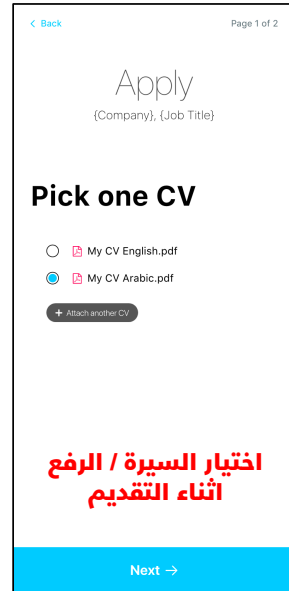 < Back
Page 1 of 2
Apply
{Company}, {Job Title}
Pick one CV
My CV English.pdf
My CV Arabic.pdf
+ Attach another CV
اختيار السيرة / الرفع
اثناء التقديم
Next →